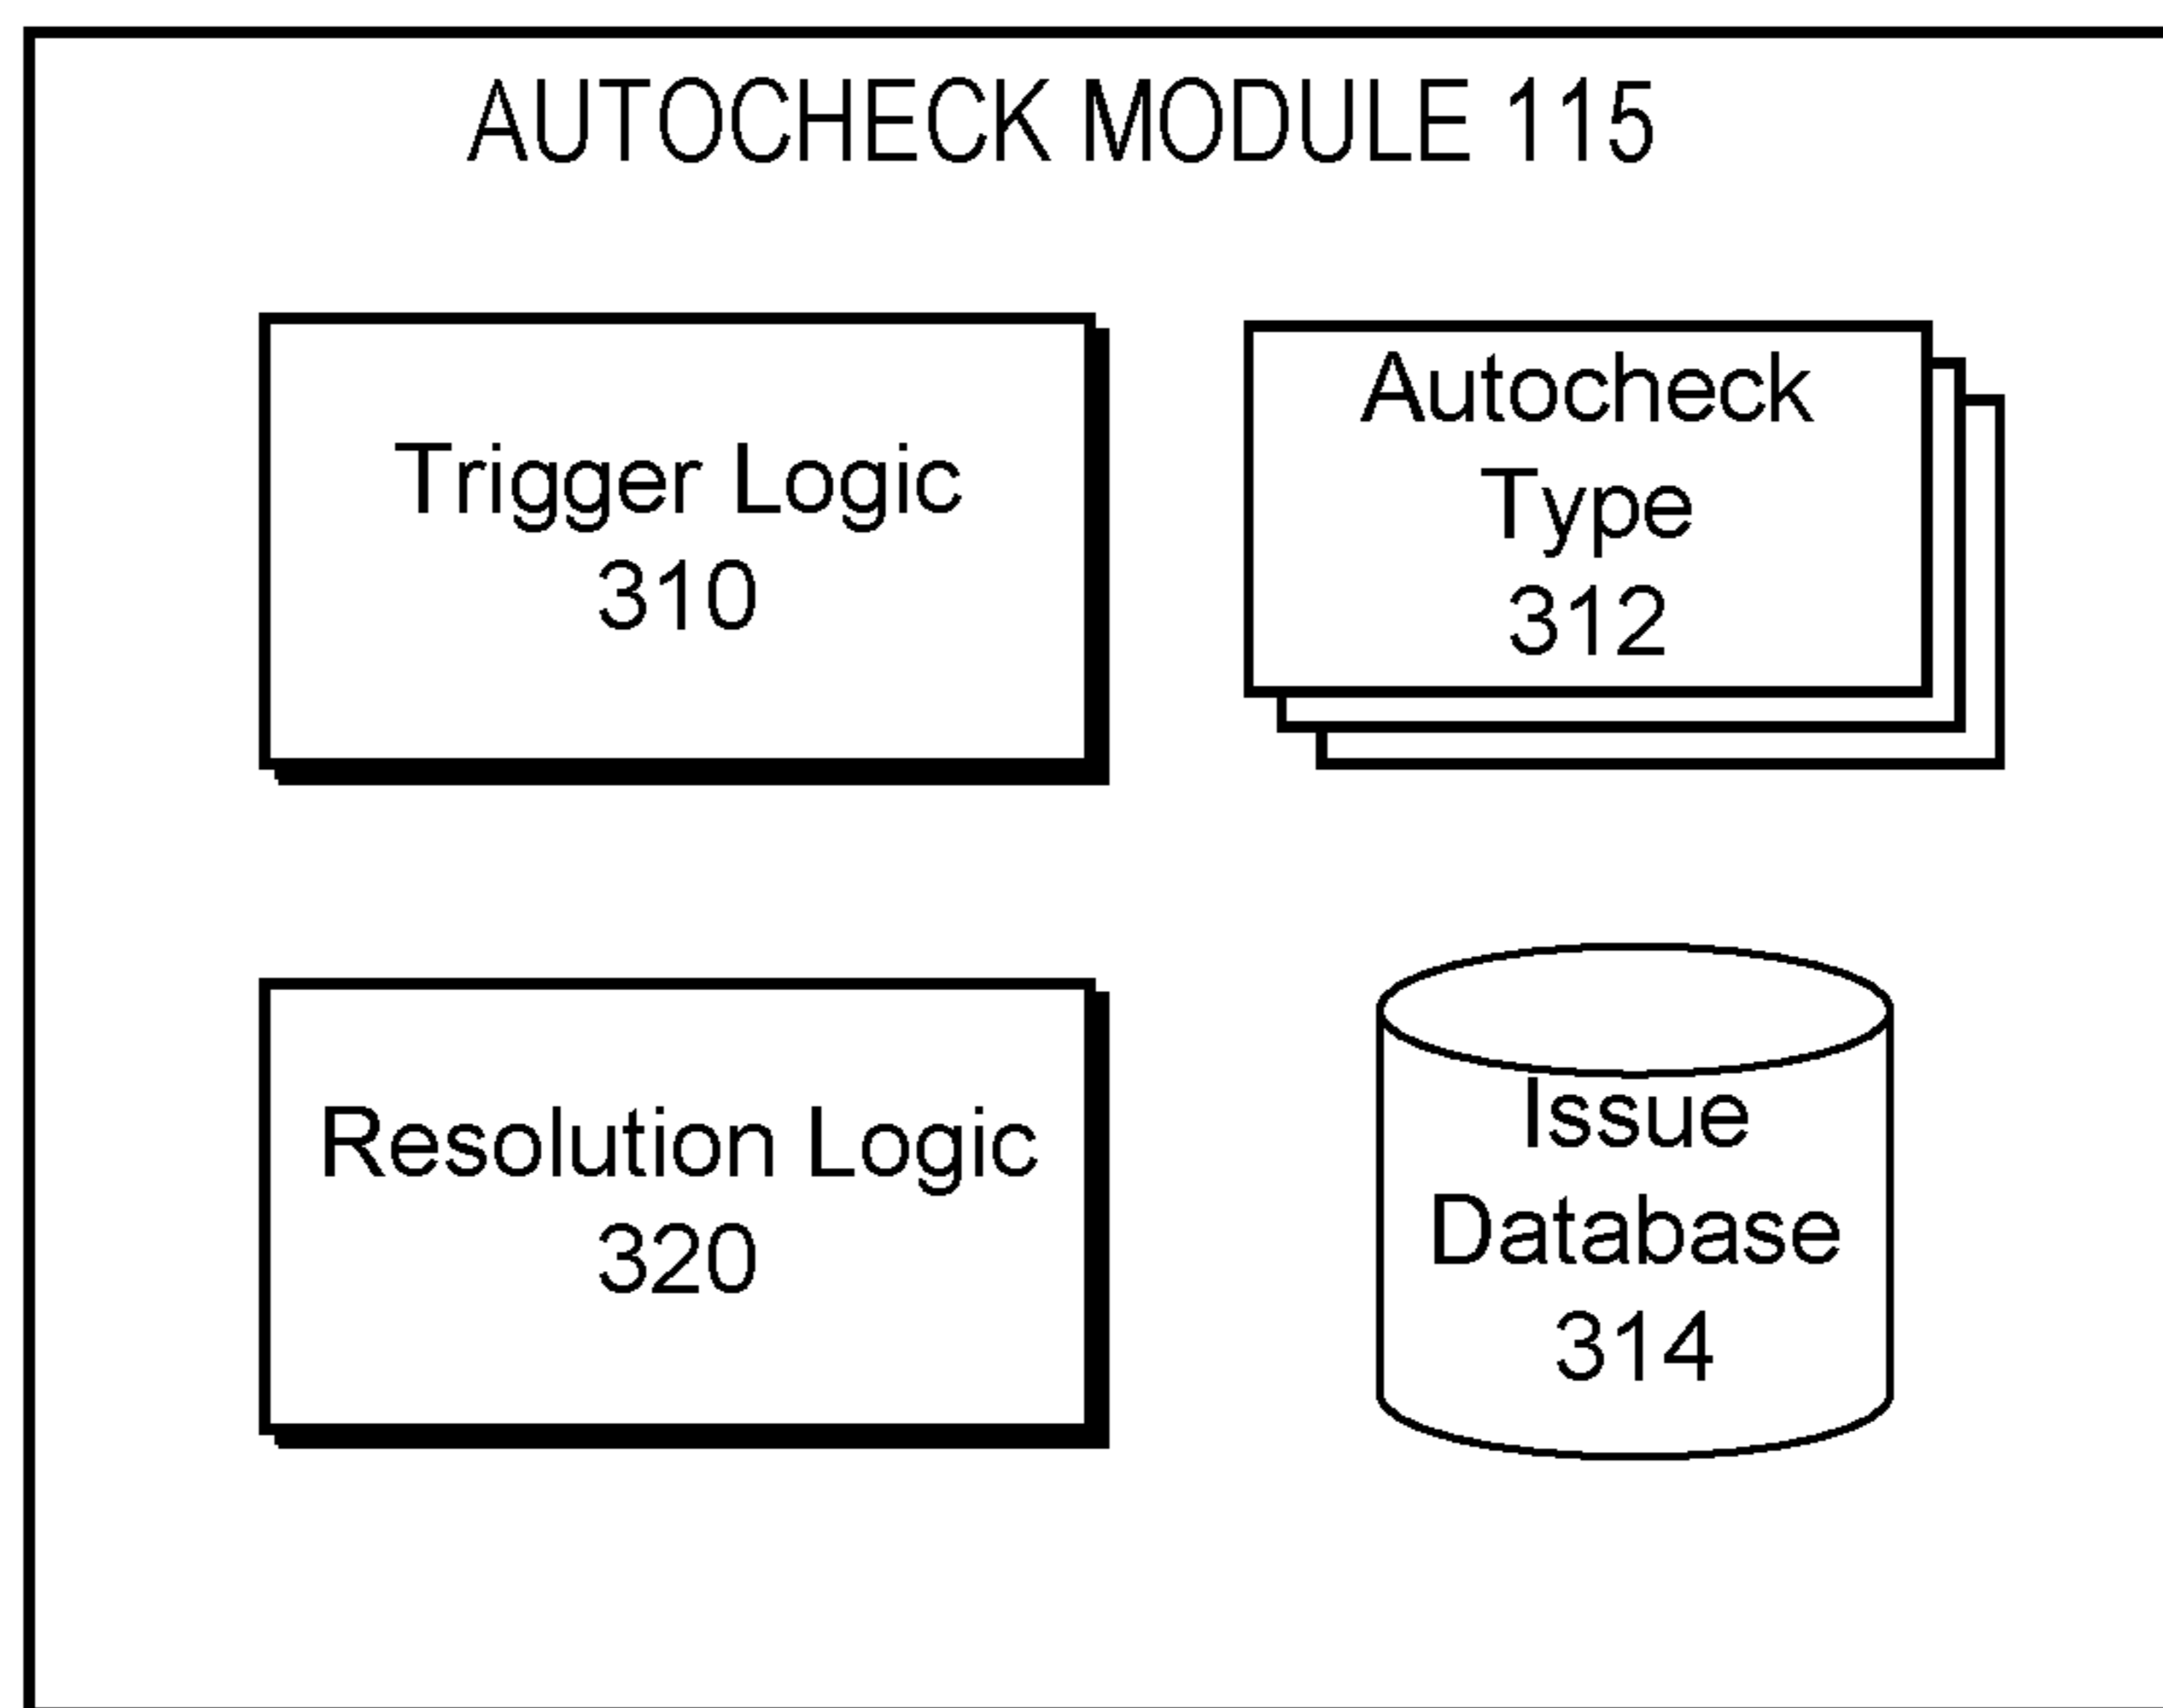 AUTOCHECK MODULE 115
Trigger Logic
310
Autocheck
Type
312
Resolution Logic
320
Issue
Database
314